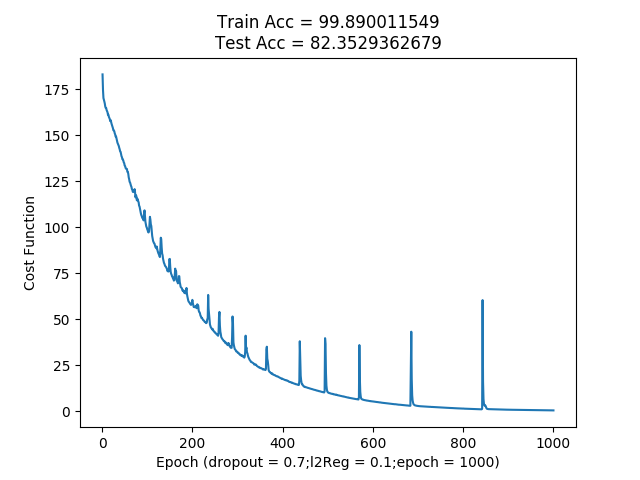 Train Acc = 99.890011549
Test Acc = 82.3529362679
175
150
125
100
75
50
25
0
Cost Function
0 200 400 600 800 1000
Epoch (dropout = 0.7;l2Reg = 0.1;epoch = 1000)